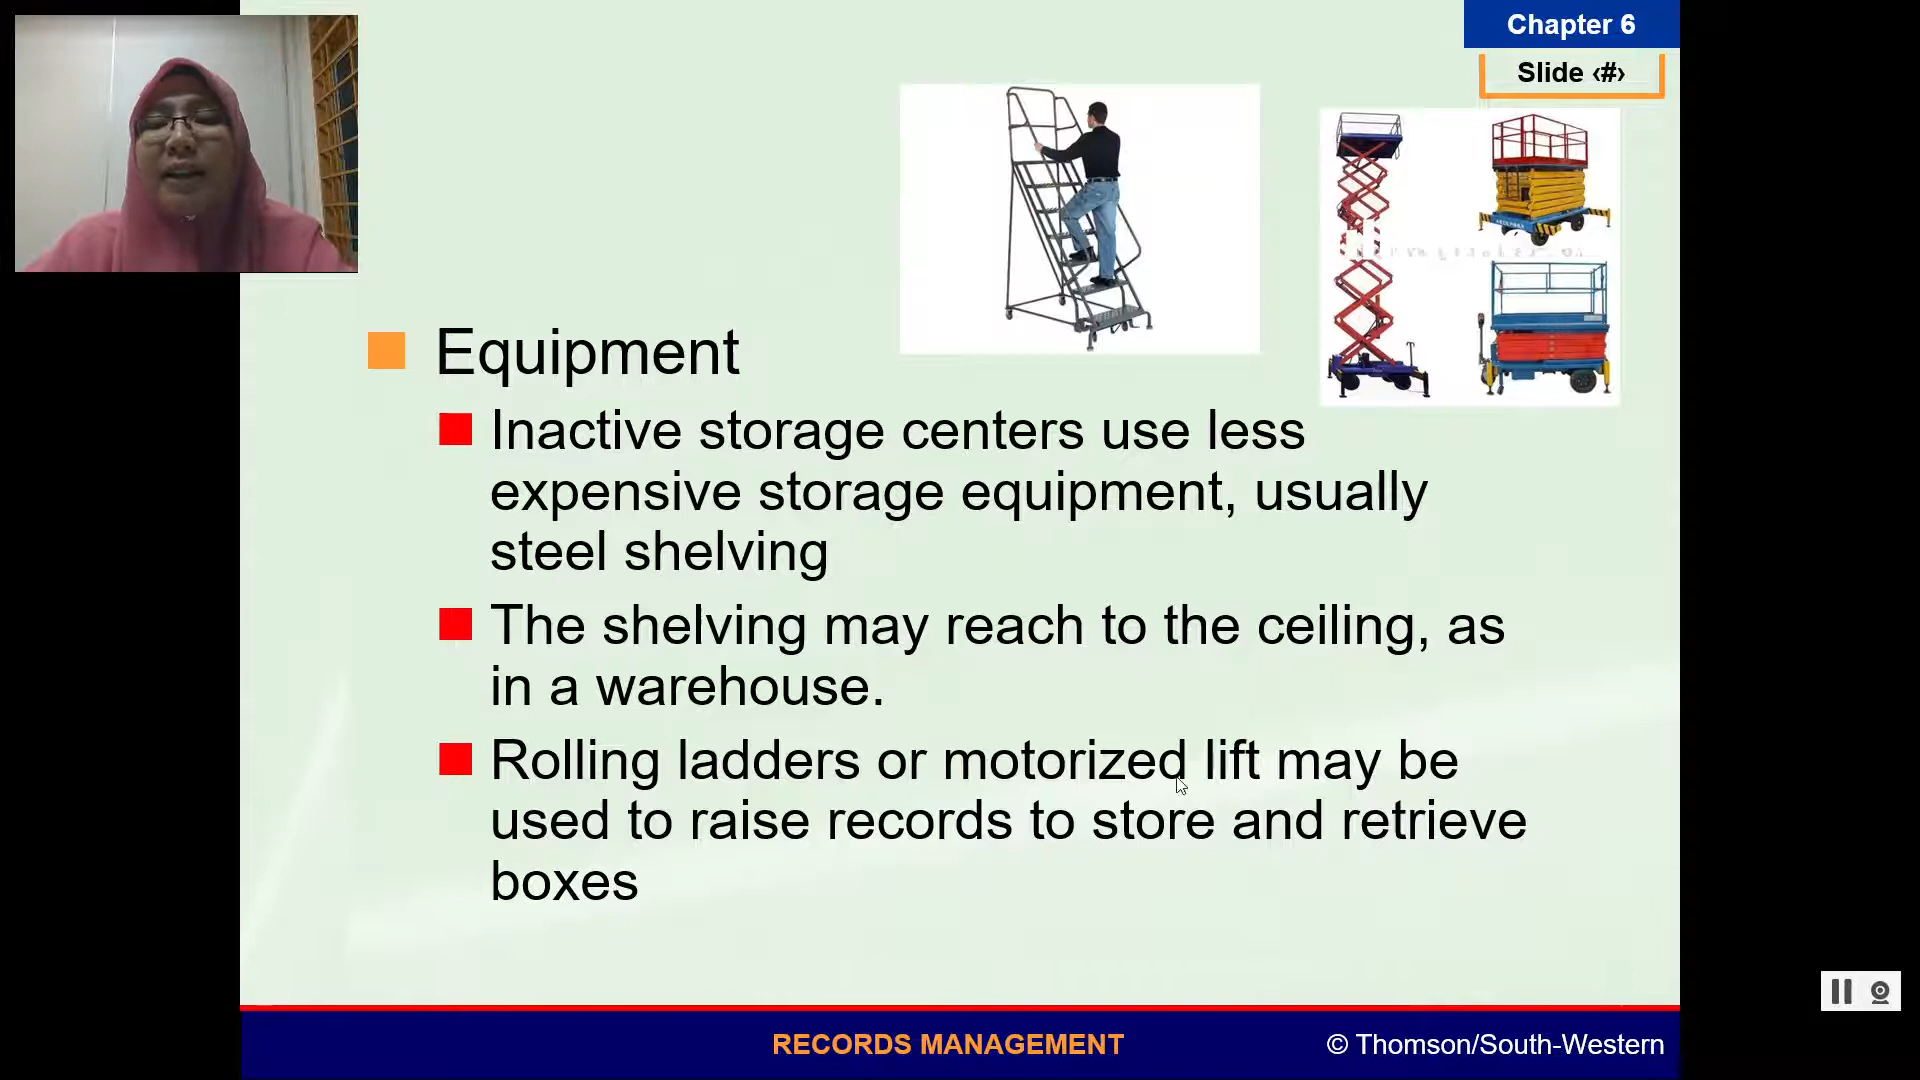 Chapter 6
Slide ‹#›
Equipment
Inactive storage centers use less
expensive storage equipment, usually
steel shelving
The shelving may reach to the ceiling, as
in a warehouse.
Rolling ladders or motorized lift may be
used to raise records to store and retrieve
boxes
RECORDS MANAGEMENT
© Thomson/South-Western